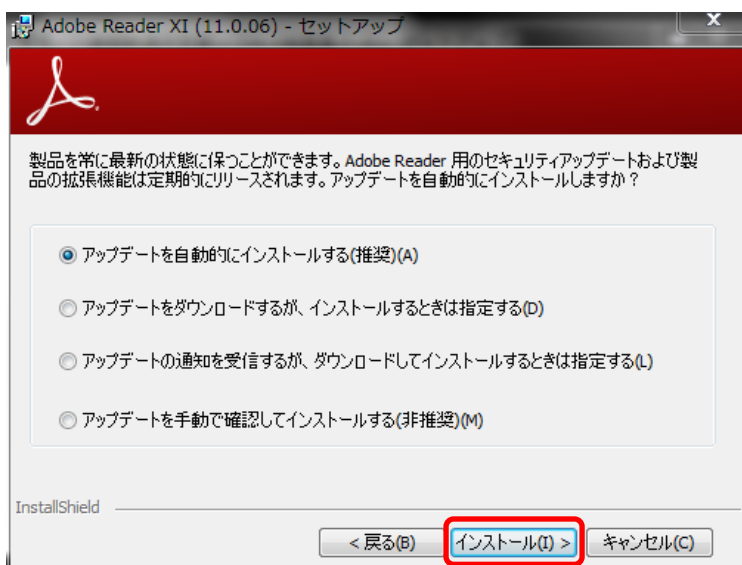 Adobe Reader XI (11.0.06) - セットアップ
製品を常に最新の状態に保つことができます。Adobe Reader 用のセキュリティアップデートおよび製
品の拡張機能は定期的にリリースされます。アップデートを自動的にインストールしますか？
アップデートを自動的にインストールする(推奨)(A)
アップデートをダウンロードするが、インストールするときは指定する(D)
アップデートの通知を受信するが、ダウンロードしてインストールするときは指定する(L)
アップデートを手動で確認してインストールする(非推奨)(M)
InstallShield
< 戻る(B) インストール(I) > キャンセル(C)